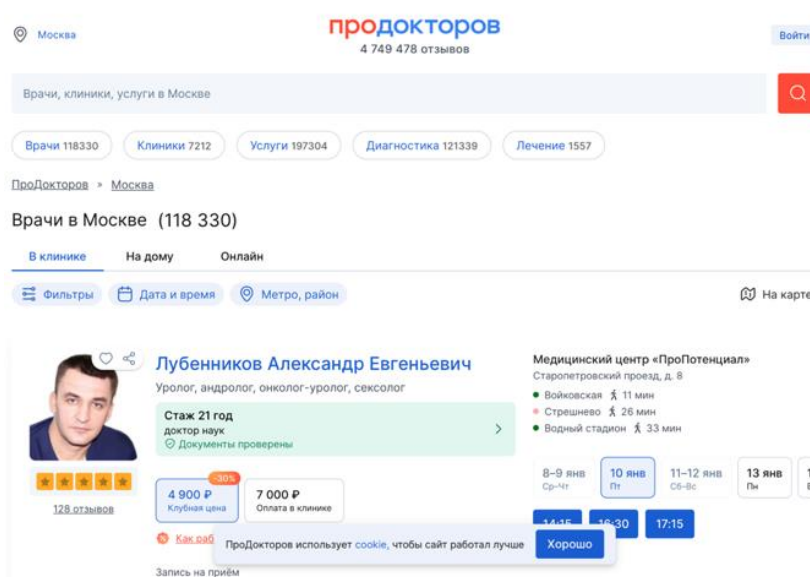 Москва
продокторов
4 749 478 отзывов
Войти
Врачи, клиники, услуги в Москве
Врачи 118330
Клиники 7212
Услуги 197304
Диагностика 121339
Лечение 1557
ПроДокторов » Москва
Врачи в Москве (118 330)
В клинике
На дому
Онлайн
Фильтры
Дата и время
Метро, район
На карте
Лубенников Александр Евгеньевич
Уролог, андролог, онколог-уролог, сексолог
Стаж 21 год
доктор наук
Документы проверены
128 отзывов
-30%
4 900 ₽
Клубная цена
7 000 ₽
Оплата в клинике
Как
Запись на приём
Медицинский центр «ПроПотенциал»
Старопетровский проезд, д. 8
Войковская 11 мин
Стрешнево 26 мин
Водный стадион 33 мин
8–9 янв
Ср–Чт
10 янв
Пт
11–12 янв
Сб–Вс
13 янв
Пн
14:15
16:30
17:15
ПроДокторов использует cookie, чтобы сайт работал лучше
Хорошо